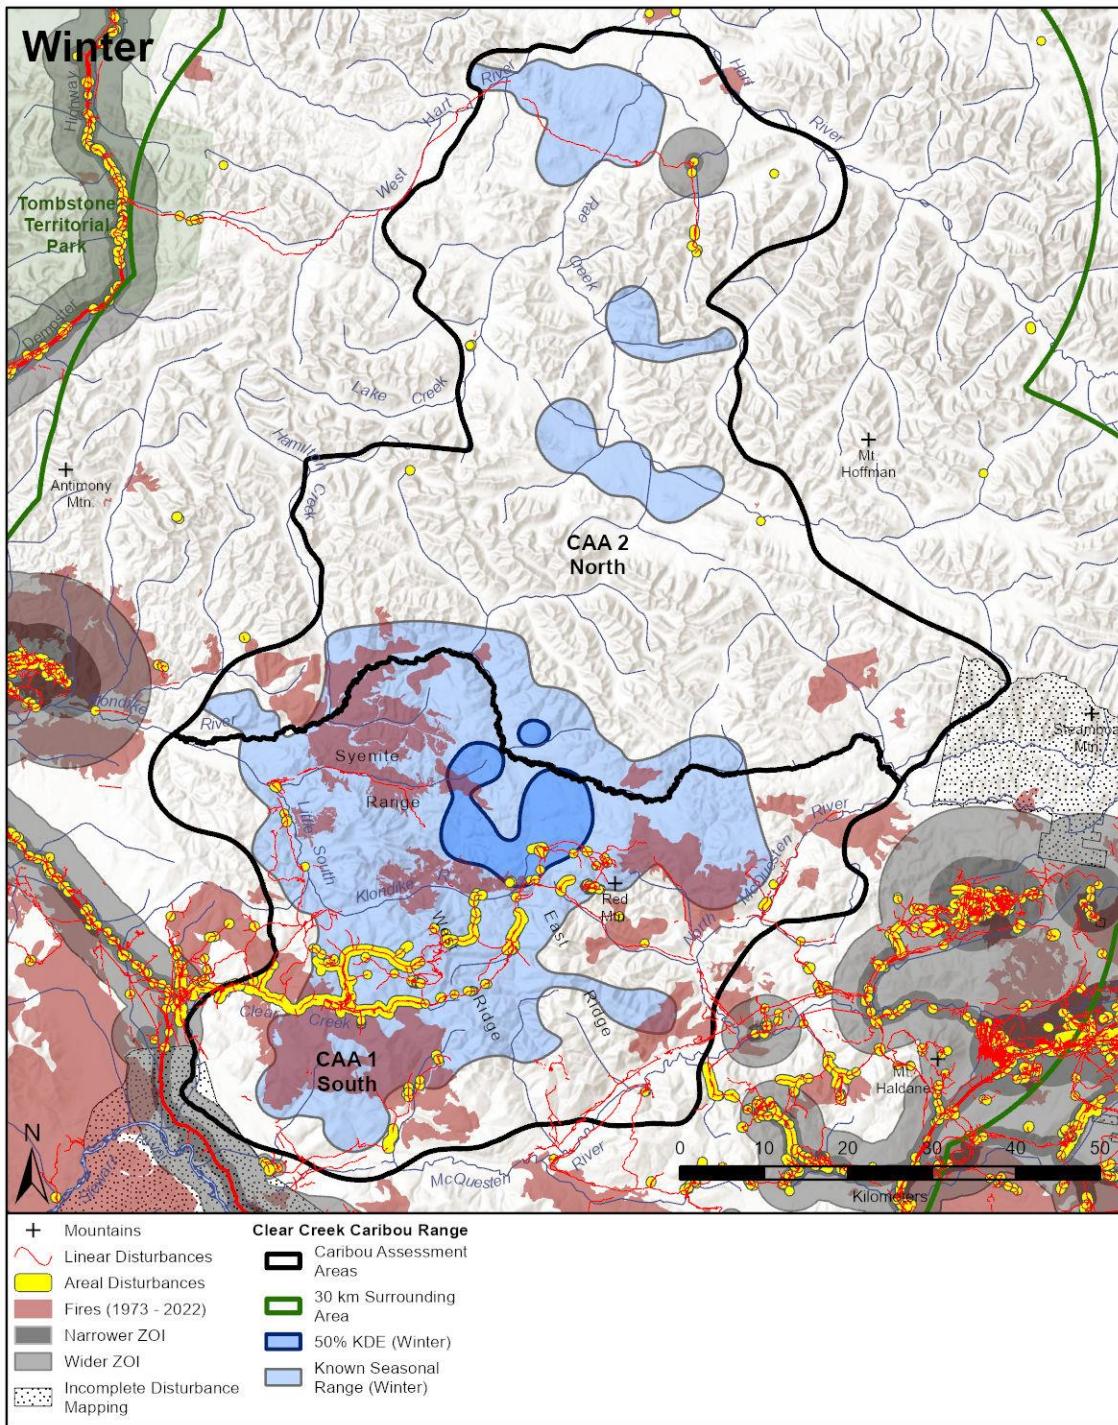 Winter
Highway
Hart
River
Hart
River
West
Tombstone
Territorial
Park
Rae
Creek
Dempster
Lake
Creek
Hamilton
Creek
Antimony
Mtn.
Mt.
Hoffman
CAA 2
North
Klondike
River
Syenite
Range
Little
South
Klondike
R.
Red
Mtn.
North
McQuesten
River
West
Ridge
East
Ridge
Clear
Creek
CAA 1
South
Mt.
Haldane
N
McQuesten
River
0 10 20 30 40 50
Kilometers
Mountains
Linear Disturbances
Areal Disturbances
Fires (1973 - 2022)
Narrower ZOI
Wider ZOI
Incomplete Disturbance
Mapping
Clear Creek Caribou Range
Caribou Assessment
Areas
30 km Surrounding
Area
50% KDE (Winter)
Known Seasonal
Range (Winter)